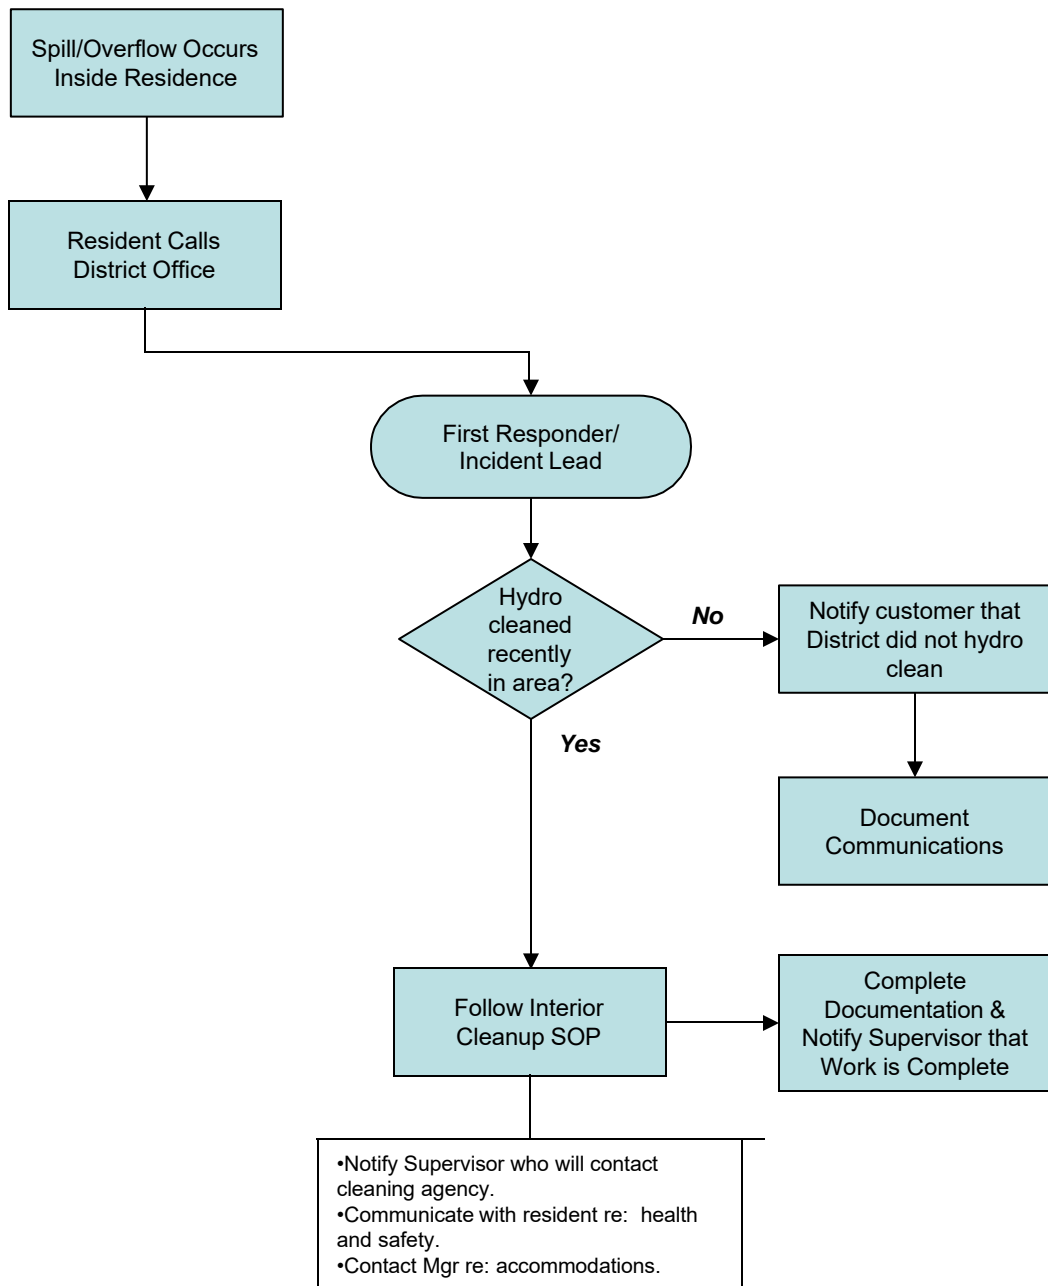 Spill/Overflow Occurs
Inside Residence
Resident Calls
District Office
First Responder/
Incident Lead
Hydro
cleaned
recently
in area?
No
Notify customer that
District did not hydro
clean
Yes
Document
Communications
Follow Interior
Cleanup SOP
Complete
Documentation &
Notify Supervisor that
Work is Complete
•Notify Supervisor who will contact
cleaning agency.
•Communicate with resident re:  health
and safety.
•Contact Mgr re: accommodations.